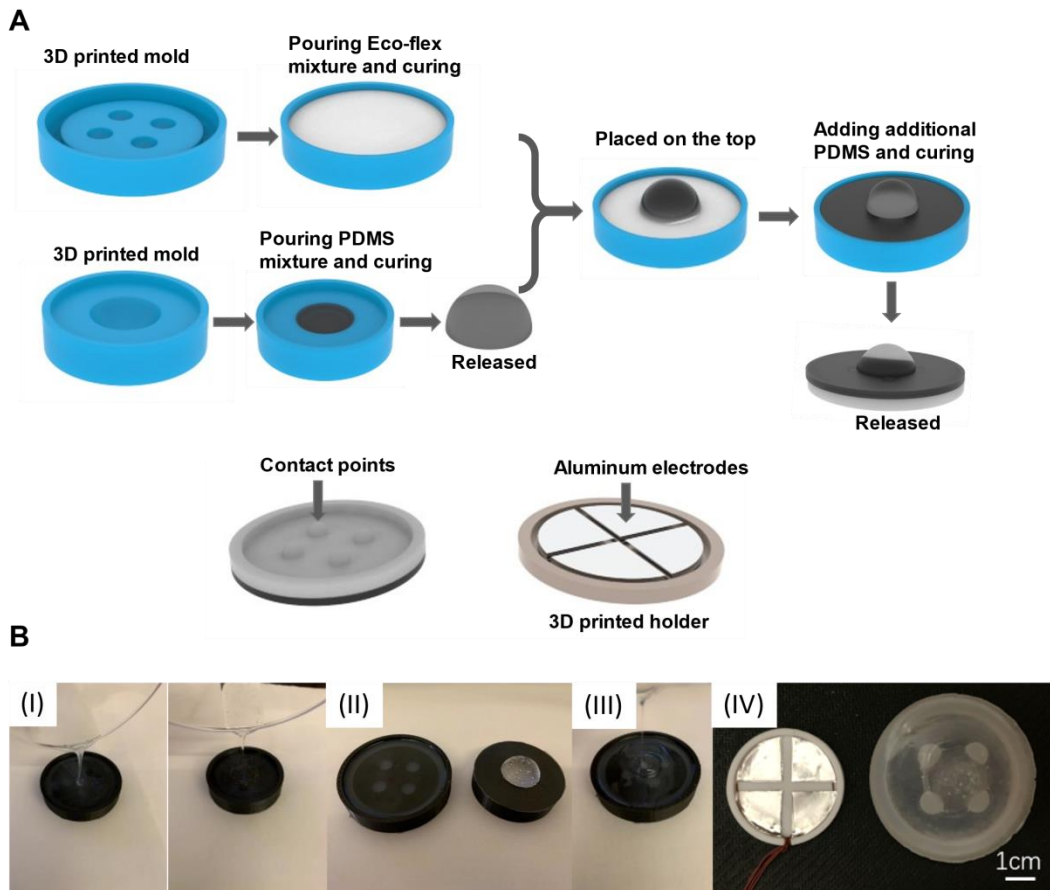 A
3D printed mold
Pouring Eco-flex
mixture and curing
Placed on the top
Adding additional
PDMS and curing
3D printed mold
Pouring PDMS
mixture and curing
Released
Released
Contact points
Aluminum electrodes
3D printed holder
B
(I)
(II)
(III)
(IV)
1cm